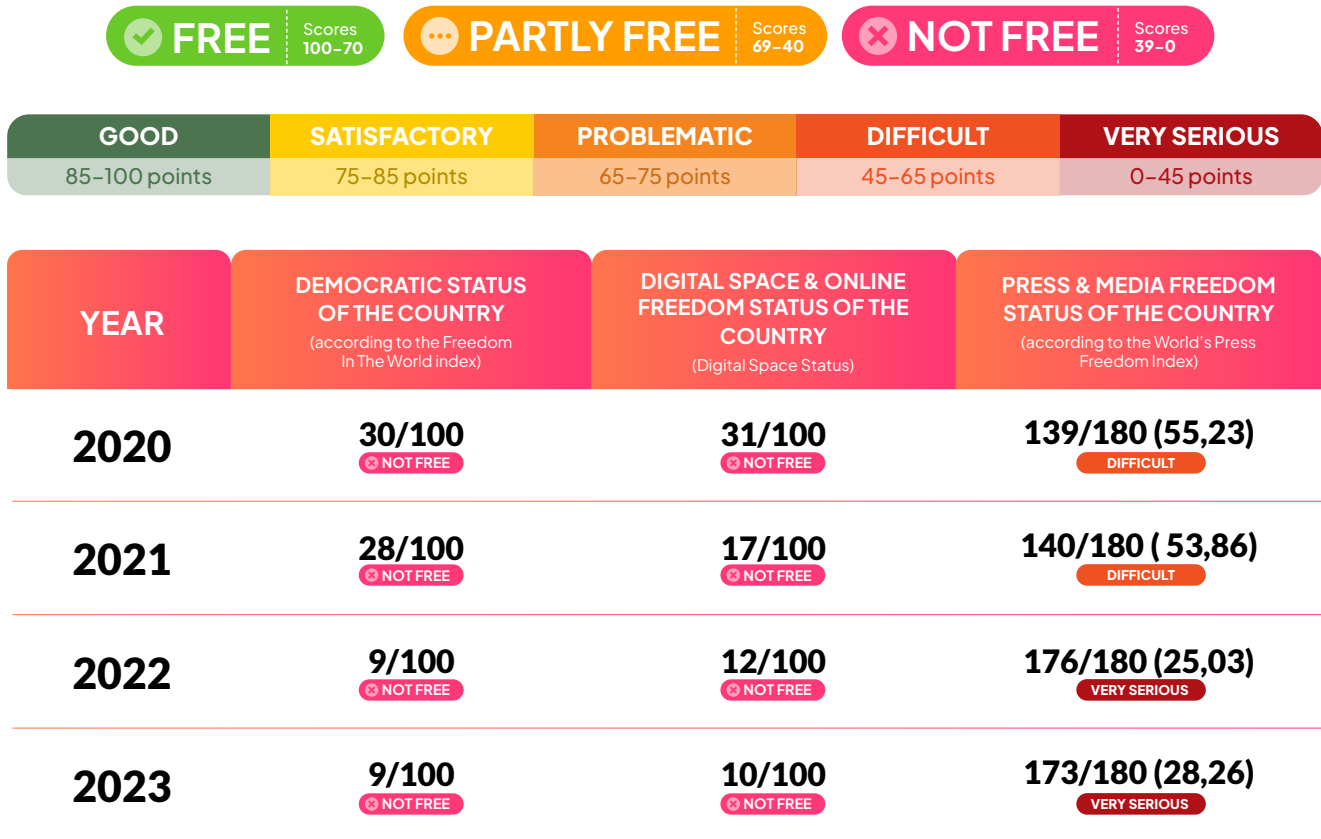 FREE
Scores
100-70
PARTLY FREE
Scores
69-40
NOT FREE
Scores
39-0
GOOD
SATISFACTORY
PROBLEMATIC
DIFFICULT
VERY SERIOUS
85-100 points
75-85 points
65-75 points
45-65 points
0-45 points
YEAR
DEMOCRATIC STATUS
OF THE COUNTRY
(according to the Freedom
In The World index)
DIGITAL SPACE & ONLINE
FREEDOM STATUS OF THE
COUNTRY
(Digital Space Status)
PRESS & MEDIA FREEDOM
STATUS OF THE COUNTRY
(according to the World's Press
Freedom Index)
2020
30/100
NOT FREE
31/100
NOT FREE
139/180 (55,23)
DIFFICULT
2021
28/100
NOT FREE
17/100
NOT FREE
140/180 ( 53,86)
DIFFICULT
2022
9/100
NOT FREE
12/100
NOT FREE
176/180 (25,03)
VERY SERIOUS
2023
9/100
NOT FREE
10/100
NOT FREE
173/180 (28,26)
VERY SERIOUS